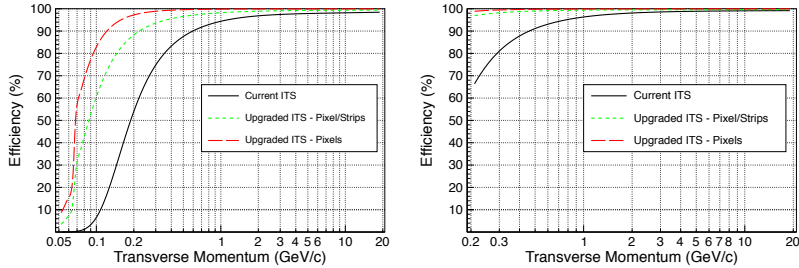 100
90
80
70
60
50
40
30
20
10
Efficiency (%)
Current ITS
Upgraded ITS - Pixel/Strips
Upgraded ITS - Pixels
0.05 0.1 0.2 1 2 3 4 5 6 10 20
Transverse Momentum (GeV/c)
100
90
80
70
60
50
40
30
20
10
Efficiency (%)
Current ITS
Upgraded ITS - Pixel/Strips
Upgraded ITS - Pixels
0.2 0.3 1 2 3 4 5 6 7 8 10 20
Transverse Momentum (GeV/c)